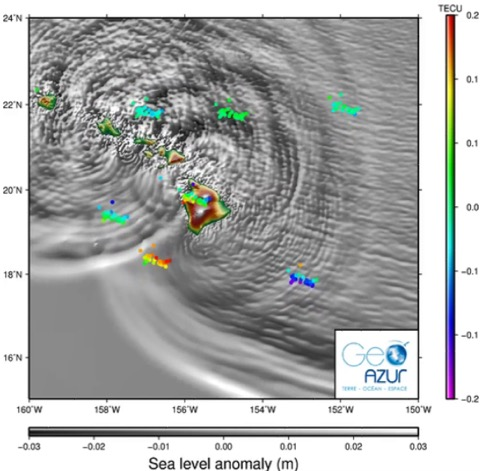 TECU
24°N
22°N
20°N
18°N
16°N
160°W
158°W
156°W
154°W
152°W
150°W
0.2
0.1
0.1
0.0
−0.1
−0.1
−0.2
GEO
AZUR
TERRE - OCÉAN - ESPACE
−0.03
−0.02
−0.01
0.00
0.01
0.02
0.03
Sea level anomaly (m)